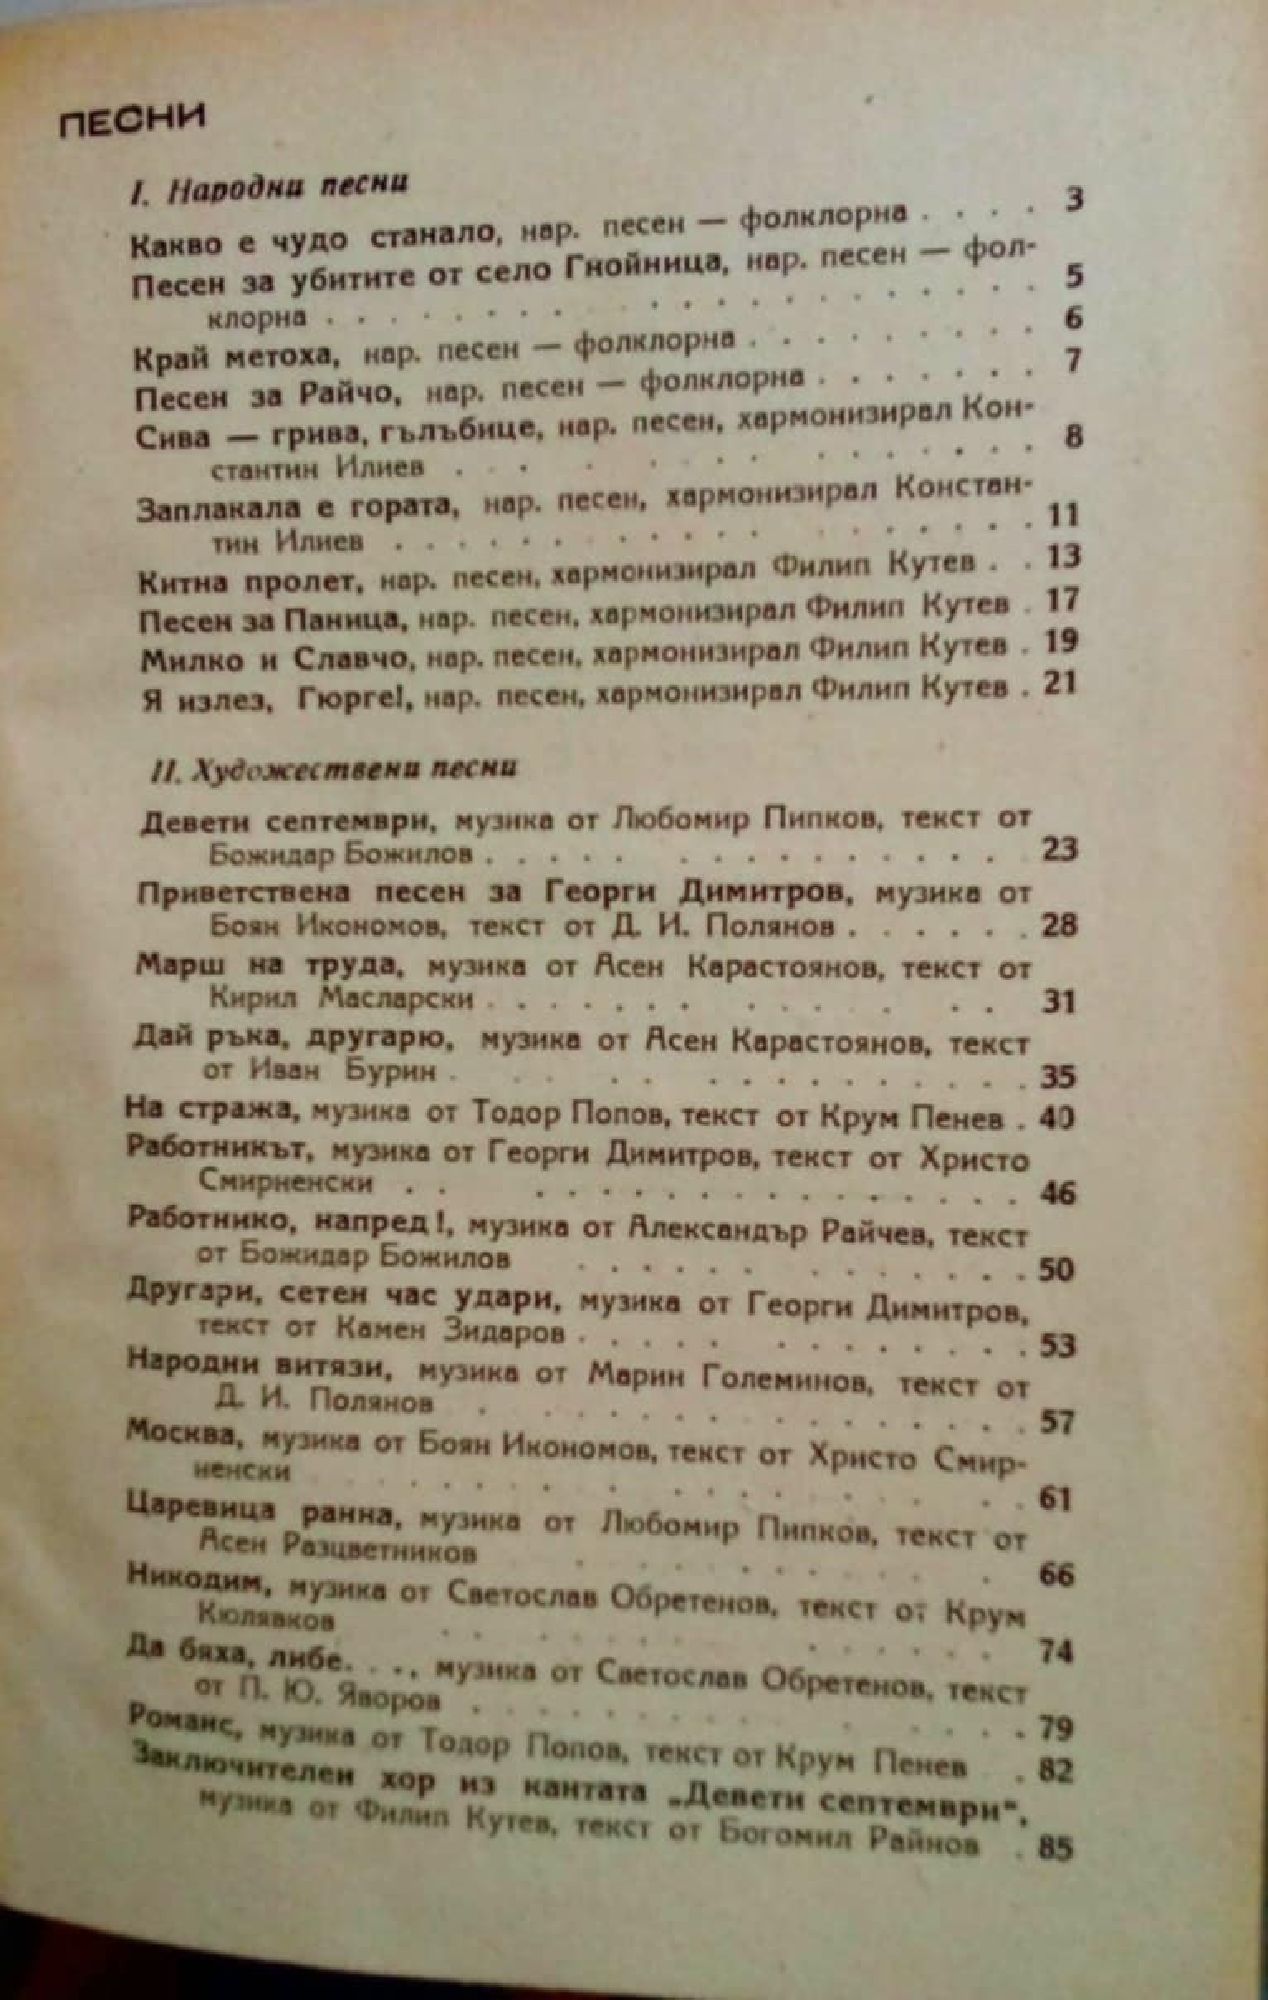 ПЕСНИ
I. Народни песни
Какво е чудо станало, нар. песен — фолклорна . . . . 3
Песен за убитите от село Гнойница, нар. песен — фол-
клорна . . . . . . . . . . . . . . . . . . 5
Край метоха, нар. песен — фолклорна . . . . . . . . 6
Песен за Райчо, нар. песен — фолклорна . . . . . . . 7
Сива — грива, гълъбице, нар. песен, хармонизирал Кон-
стантин Илиев . . . . . . . . . . . . . . 8
Заплакала е гората, нар. песен, хармонизирал Констан-
тин Илиев . . . . . . . . . . . . . . . . 11
Китна пролет, нар. песен, хармонизирал Филип Кутев . . 13
Песен за Паница, нар. песен, хармонизирал Филип Кутев . 17
Милко и Славчо, нар. песен, хармонизирал Филип Кутев . 19
Я излез, Гюрге!, нар. песен, хармонизирал Филип Кутев . 21
II. Художествени песни
Девети септември, музика от Любомир Пипков, текст от
Божидар Божилов . . . . . . . . . . . . . . 23
Приветствена песен за Георги Димитров, музика от
Боян Икономов, текст от Д. И. Полянов . . . . . . 28
Марш на труда, музика от Асен Карастоянов, текст от
Кирил Масларски . . . . . . . . . . . . . 31
Дай ръка, другарю, музика от Асен Карастоянов, текст
от Иван Бурин . . . . . . . . . . . . . . 35
На стража, музика от Тодор Попов, текст от Крум Пенев . 40
Работникът, музика от Георги Димитров, текст от Христо
Смирненски . . . . . . . . . . . . . . . . 46
Работнико, напред!, музика от Александър Райчев, текст
от Божидар Божилов . . . . . . . . . . . . . 50
Другари, сетен час удари, музика от Георги Димитров,
текст от Камен Зидаров . . . . . . . . . . . . 53
Народни витязи, музика от Марин Големинов, текст от
Д. И. Полянов . . . . . . . . . . . . . . . 57
Москва, музика от Боян Икономов, текст от Христо Смир-
ненски . . . . . . . . . . . . . . . . 61
Царевица ранна, музика от Любомир Пипков, текст от
Асен Разцветников . . . . . . . . . 66
Никодим, музика от Светослав Обретенов, текст от Крум
Кюлявков . . . . . . . . . . . . . 74
Да бяха, либе. . ., музика от Светослав Обретенов, текст
от П. Ю. Яворов . . . . . . . . . . . . . . 79
Романс, музика от Тодор Попов, текст от Крум Пенев . 82
Заключителен хор из кантата „Девети септември“,
музика от Филип Кутев, текст от Богомил Райнов . 85